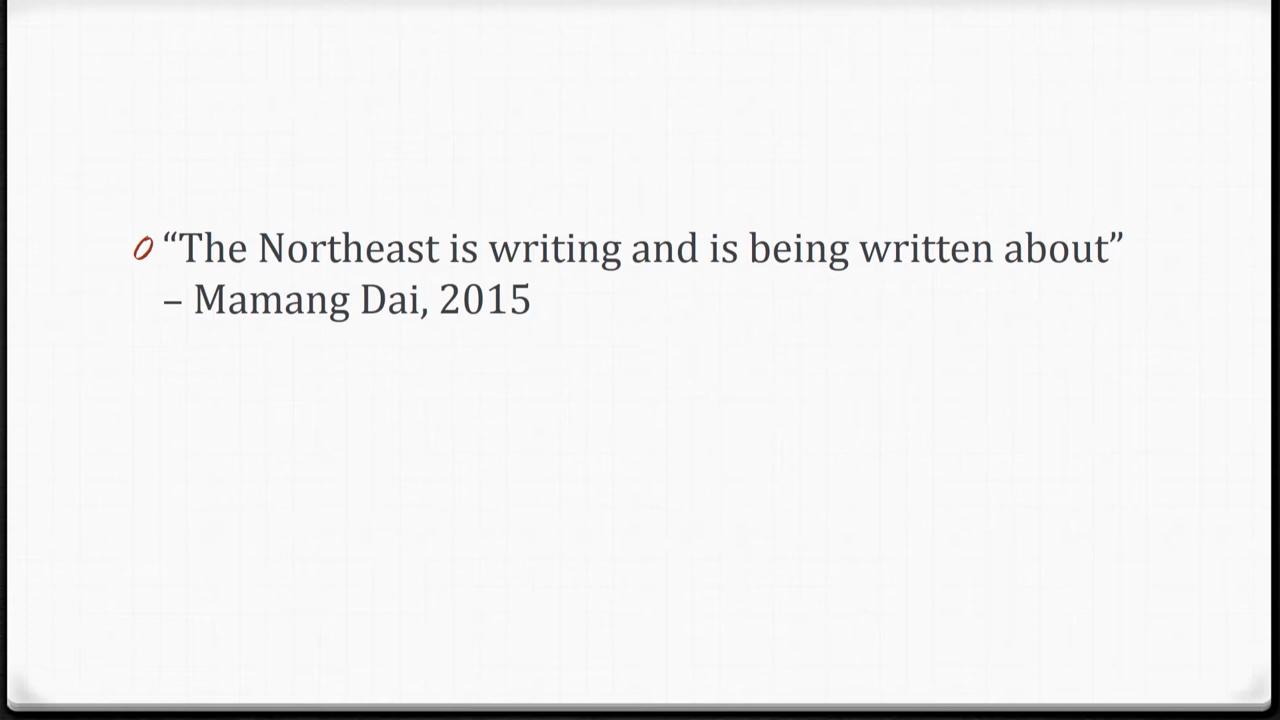 “The Northeast is writing and is being written about”
– Mamang Dai, 2015